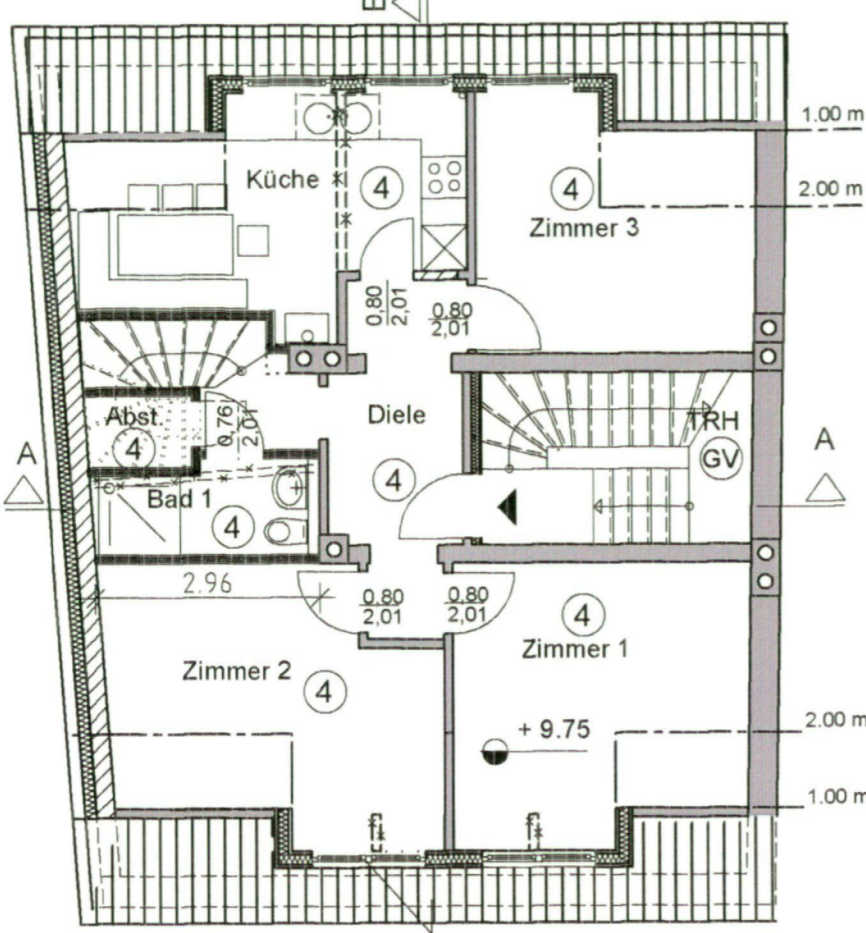 B
1.00 m
Küche
4
4
2.00 m
Zimmer 3
0.80
2,01
0.80
2,01
Abst.
4
0.76
2.01
Diele
4
TRH
GV
A
A
Bad 1
4
2.96
0.80
2,01
0.80
2,01
4
Zimmer 1
Zimmer 2
4
+ 9.75
2.00 m
1.00 m